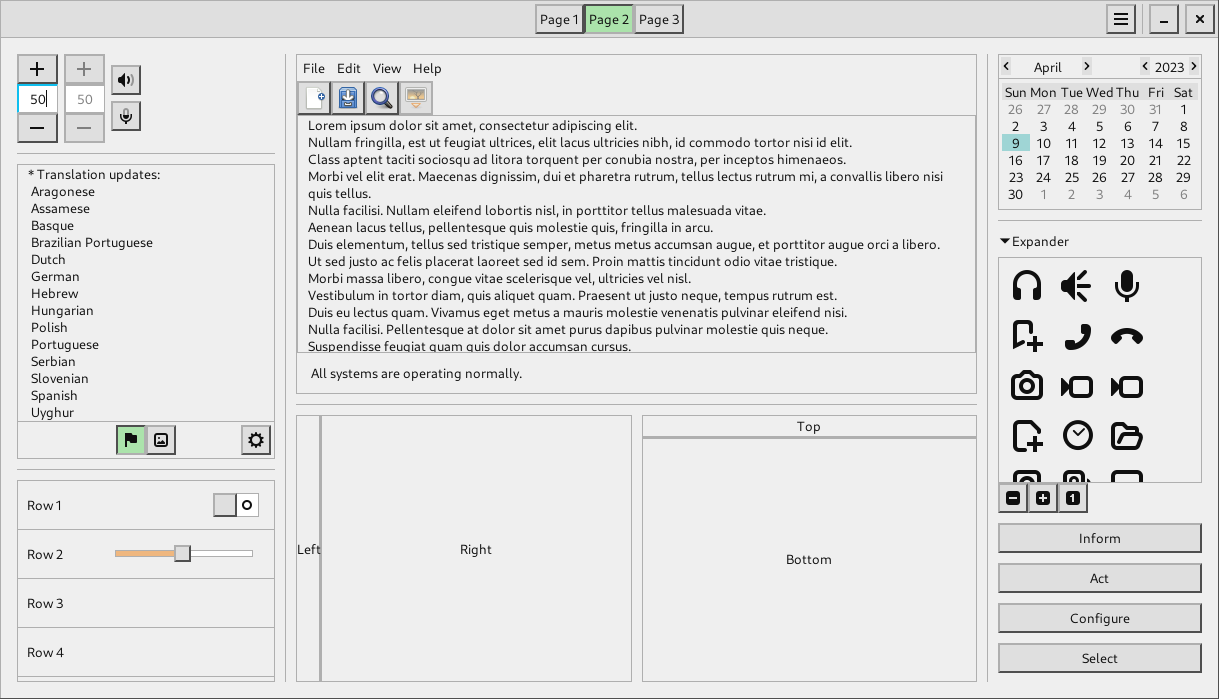 Page 1 Page 2 Page 3
50 50
* Translation updates:
Aragonese
Assamese
Basque
Brazilian Portuguese
Dutch
German
Hebrew
Hungarian
Polish
Portuguese
Serbian
Slovenian
Spanish
Uyghur
Row 1
Row 2
Row 3
Row 4
File Edit View Help
Lorem ipsum dolor sit amet, consectetur adipiscing elit.
Nullam fringilla, est ut feugiat ultrices, elit lacus ultricies nibh, id commodo tortor nisi id elit.
Class aptent taciti sociosqu ad litora torquent per conubia nostra, per inceptos himenaeos.
Morbi vel elit erat. Maecenas dignissim, dui et pharetra rutrum, tellus lectus rutrum mi, a convallis libero nisi
quis tellus.
Nulla facilisi. Nullam eleifend lobortis nisl, in porttitor tellus malesuada vitae.
Aenean lacus tellus, pellentesque quis molestie quis, fringilla in arcu.
Duis elementum, tellus sed tristique semper, metus metus accumsan augue, et porttitor augue orci a libero.
Ut sed justo ac felis placerat laoreet sed id sem. Proin mattis tincidunt odio vitae tristique.
Morbi massa libero, congue vitae scelerisque vel, ultricies vel nisl.
Vestibulum in tortor diam, quis aliquet quam. Praesent ut justo neque, tempus rutrum est.
Duis eu lectus quam. Vivamus eget metus a mauris molestie venenatis pulvinar eleifend nisi.
Nulla facilisi. Pellentesque at dolor sit amet purus dapibus pulvinar molestie quis neque.
Suspendisse feugiat quam quis dolor accumsan cursus.
All systems are operating normally.
Left
Right
Top
Bottom
April 2023
Sun Mon Tue Wed Thu Fri Sat
26 27 28 29 30 31 1
2 3 4 5 6 7 8
9 10 11 12 13 14 15
16 17 18 19 20 21 22
23 24 25 26 27 28 29
30 1 2 3 4 5 6
Expander
1
Inform
Act
Configure
Select